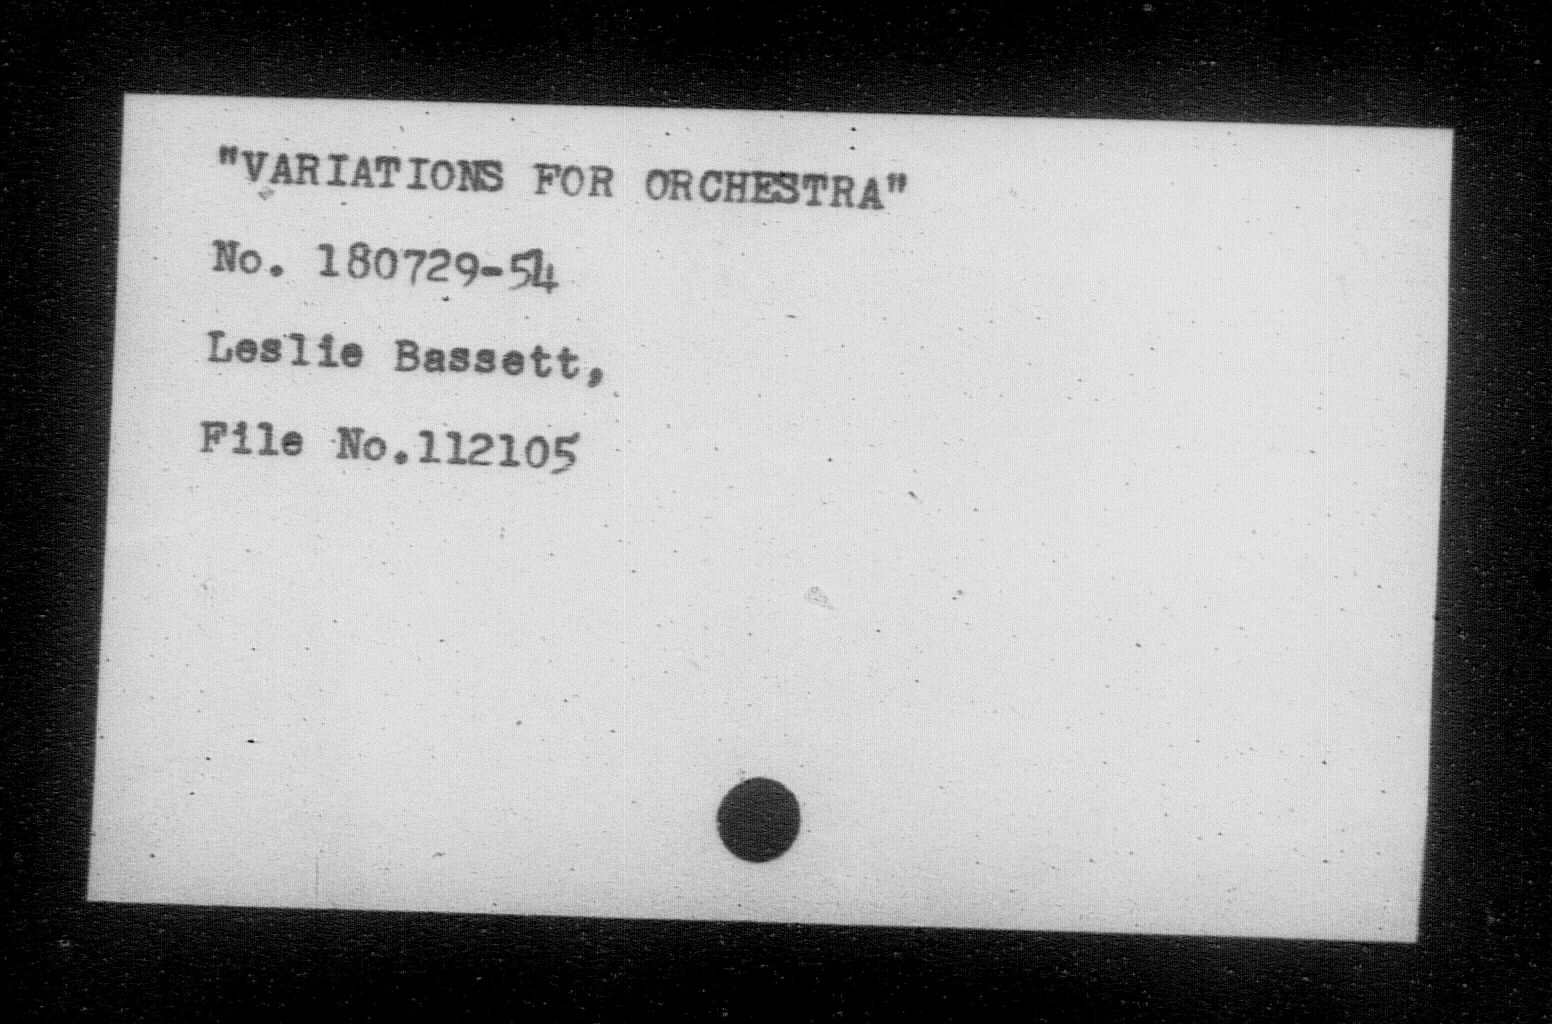 "VARIATIONS FOR ORCHESTRA"
No. 180729-54
Leslie Bassett,
File No.112105